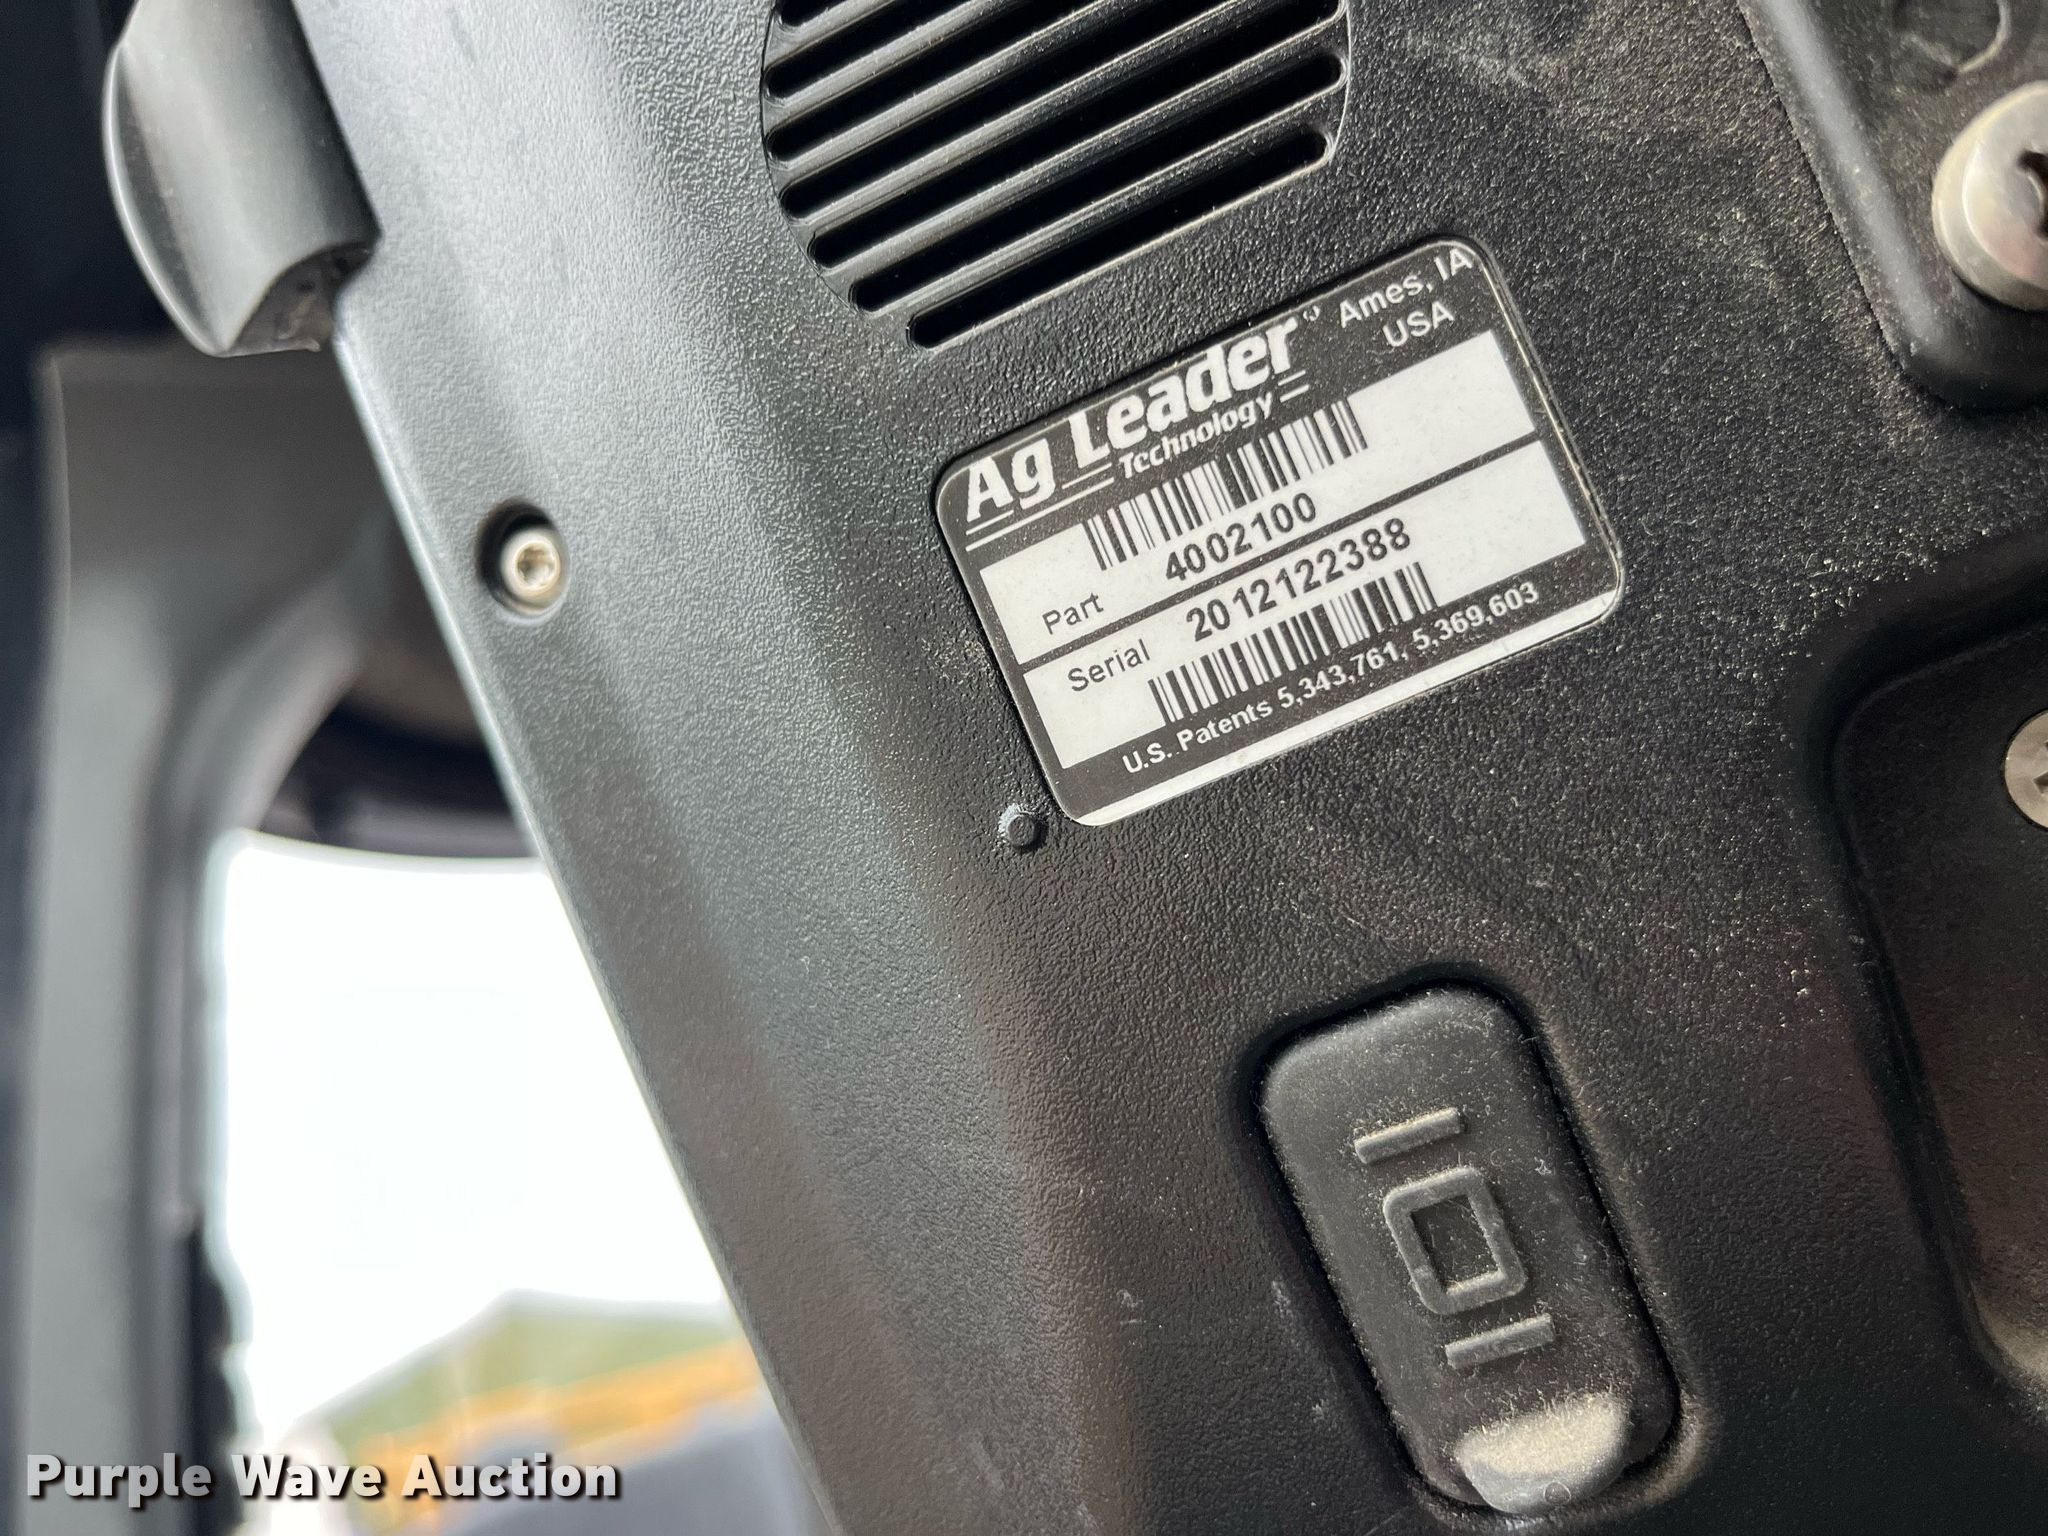 Ag Leader Ames, IA
Technology USA
Part 4002100
Serial 2012122388
U.S. Patents 5,343,761, 5,369,603
IOI
Purple Wave Auction